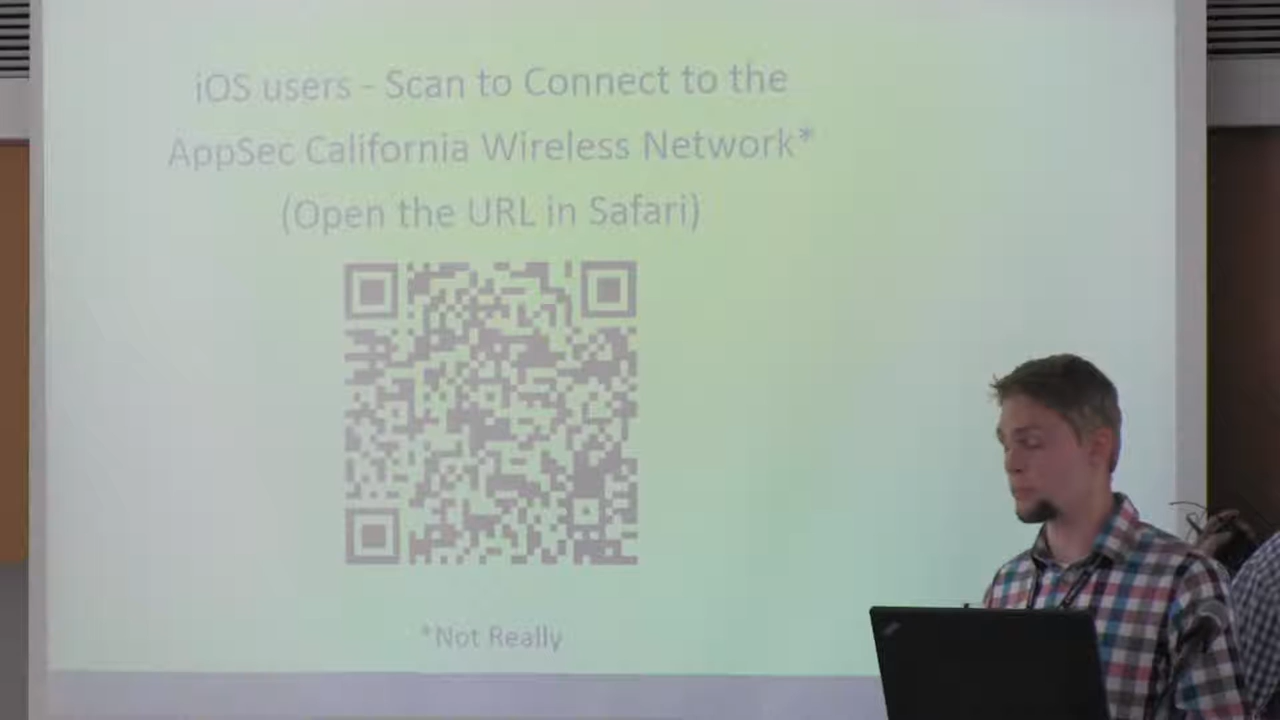 iOS users - Scan to Connect to the
AppSec California Wireless Network*
(Open the URL in Safari)
*Not Really